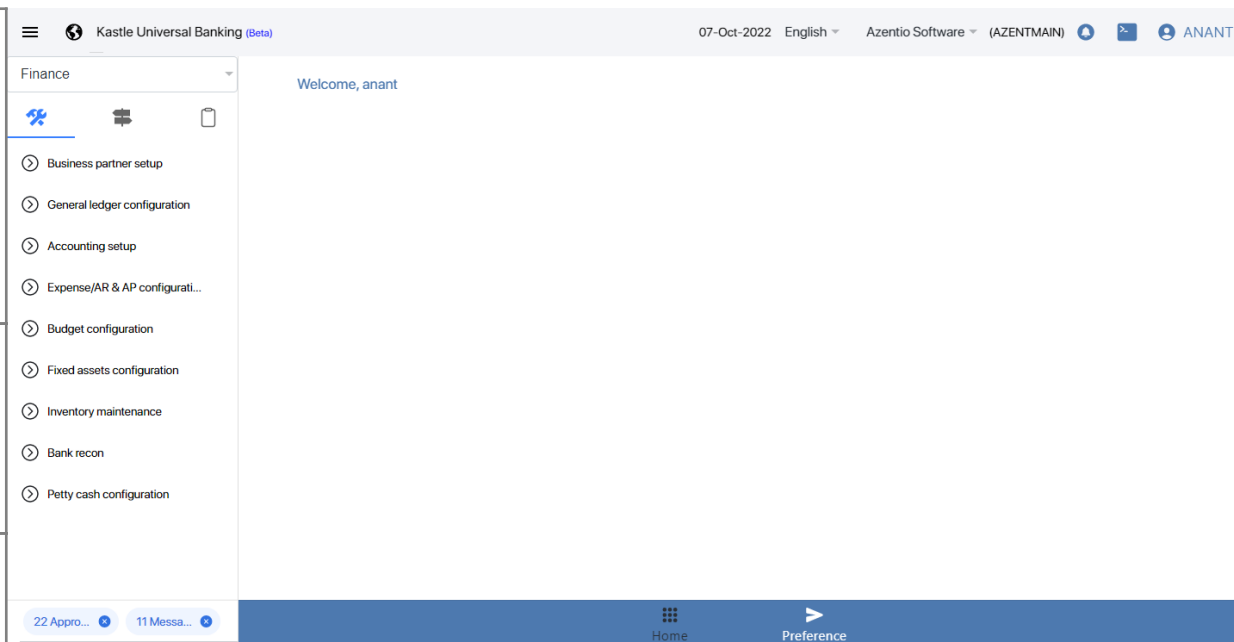 Kastle Universal Banking (Beta)
07-Oct-2022 English Azentio Software (AZENTMAIN) ANANT
Finance
Welcome, anant
Business partner setup
General ledger configuration
Accounting setup
Expense/AR & AP configurati...
Budget configuration
Fixed assets configuration
Inventory maintenance
Bank recon
Petty cash configuration
22 Appro... 11 Messa...
Home Preference